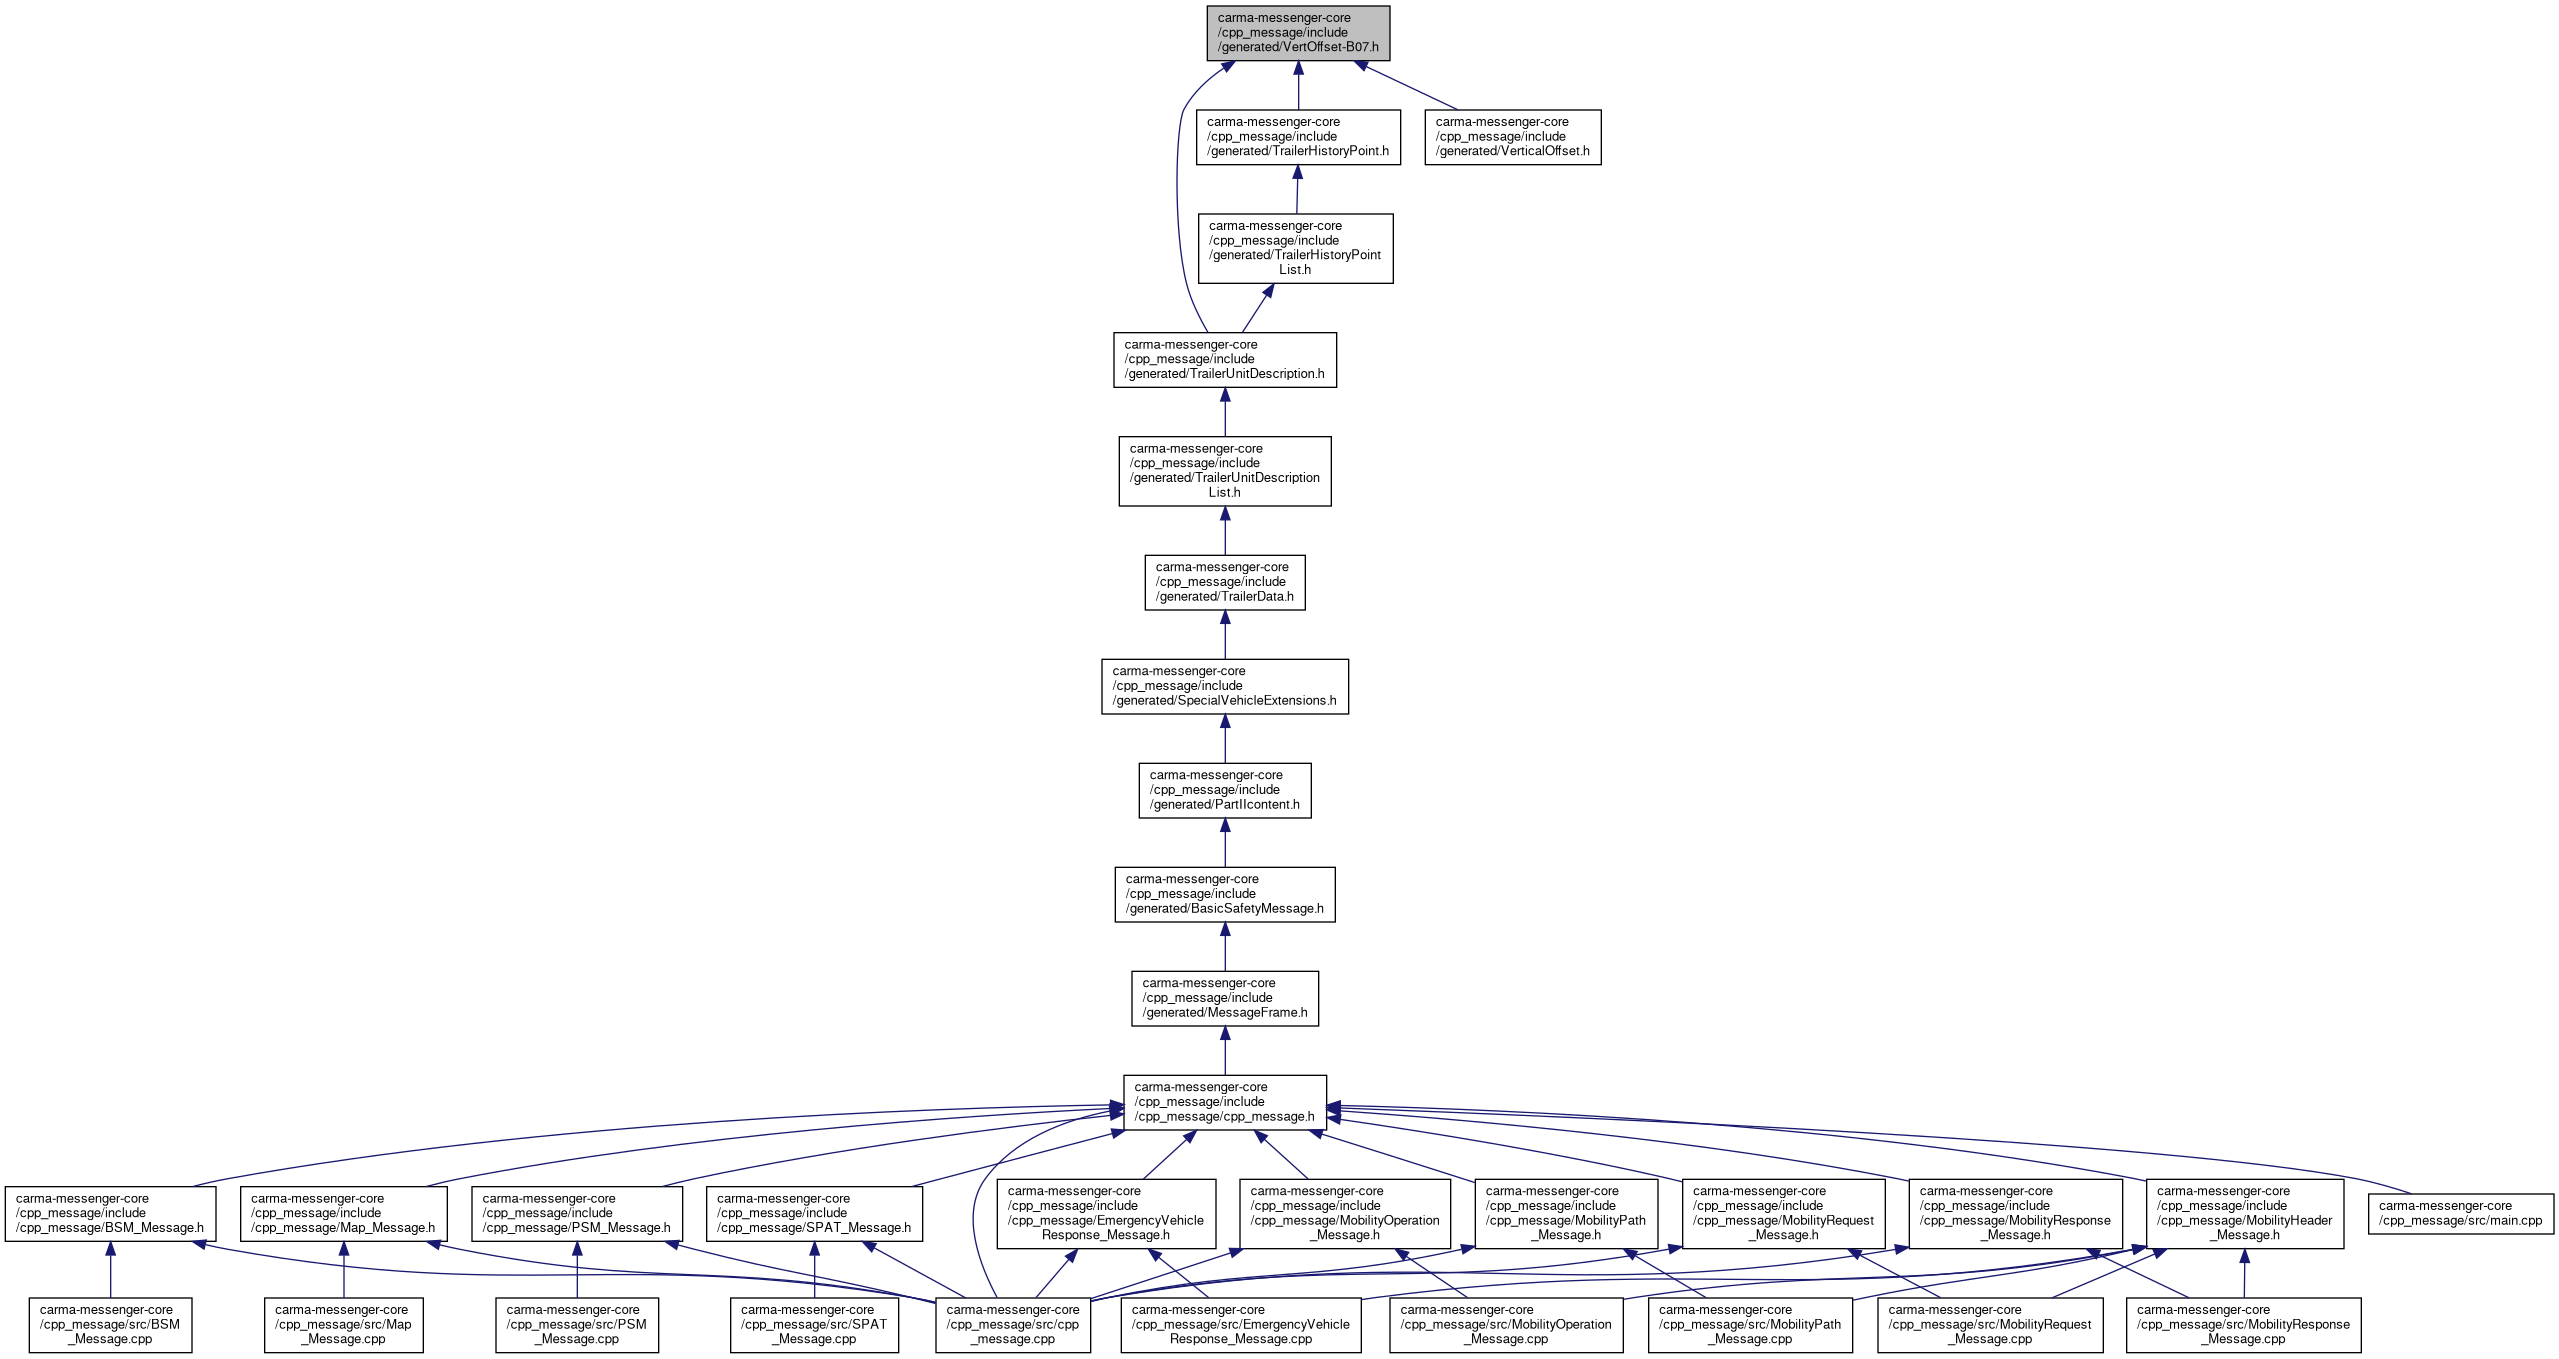 carma-messenger-core
/cpp_message/include
/generated/VertOffset-B07.h
carma-messenger-core
/cpp_message/include
/generated/TrailerHistoryPoint.h
carma-messenger-core
/cpp_message/include
/generated/VerticalOffset.h
carma-messenger-core
/cpp_message/include
/generated/TrailerHistoryPoint
List.h
carma-messenger-core
/cpp_message/include
/generated/TrailerUnitDescription.h
carma-messenger-core
/cpp_message/include
/generated/TrailerUnitDescription
List.h
carma-messenger-core
/cpp_message/include
/generated/TrailerData.h
carma-messenger-core
/cpp_message/include
/generated/SpecialVehicleExtensions.h
carma-messenger-core
/cpp_message/include
/generated/PartIIcontent.h
carma-messenger-core
/cpp_message/include
/generated/BasicSafetyMessage.h
carma-messenger-core
/cpp_message/include
/generated/MessageFrame.h
carma-messenger-core
/cpp_message/include
/cpp_message/cpp_message.h
carma-messenger-core
/cpp_message/include
/cpp_message/BSM_Message.h
carma-messenger-core
/cpp_message/include
/cpp_message/Map_Message.h
carma-messenger-core
/cpp_message/include
/cpp_message/PSM_Message.h
carma-messenger-core
/cpp_message/include
/cpp_message/SPAT_Message.h
carma-messenger-core
/cpp_message/include
/cpp_message/EmergencyVehicle
Response_Message.h
carma-messenger-core
/cpp_message/include
/cpp_message/MobilityOperation
_Message.h
carma-messenger-core
/cpp_message/include
/cpp_message/MobilityPath
_Message.h
carma-messenger-core
/cpp_message/include
/cpp_message/MobilityRequest
_Message.h
carma-messenger-core
/cpp_message/include
/cpp_message/MobilityResponse
_Message.h
carma-messenger-core
/cpp_message/include
/cpp_message/MobilityHeader
_Message.h
carma-messenger-core
/cpp_message/src/main.cpp
carma-messenger-core
/cpp_message/src/BSM
_Message.cpp
carma-messenger-core
/cpp_message/src/Map
_Message.cpp
carma-messenger-core
/cpp_message/src/PSM
_Message.cpp
carma-messenger-core
/cpp_message/src/SPAT
_Message.cpp
carma-messenger-core
/cpp_message/src/cpp
_message.cpp
carma-messenger-core
/cpp_message/src/EmergencyVehicle
Response_Message.cpp
carma-messenger-core
/cpp_message/src/MobilityOperation
_Message.cpp
carma-messenger-core
/cpp_message/src/MobilityPath
_Message.cpp
carma-messenger-core
/cpp_message/src/MobilityRequest
_Message.cpp
carma-messenger-core
/cpp_message/src/MobilityResponse
_Message.cpp